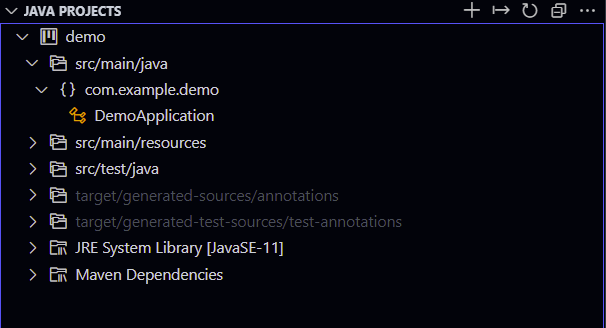 JAVA PROJECTS
demo
src/main/java
{} com.example.demo
DemoApplication
src/main/resources
src/test/java
target/generated-sources/annotations
target/generated-test-sources/test-annotations
JRE System Library [JavaSE-11]
Maven Dependencies